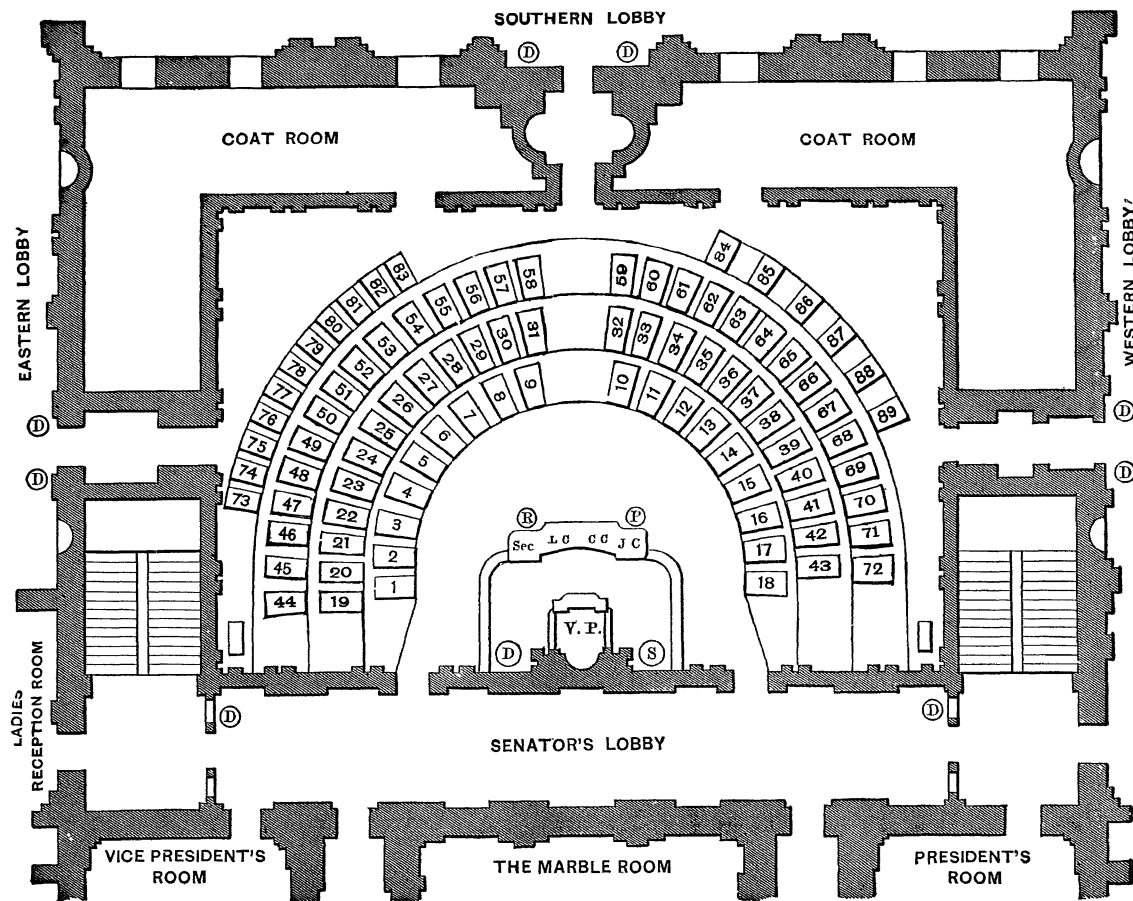 SOUTHERN LOBBY
D D
COAT ROOM COAT ROOM
EASTERN LOBBY
WESTERN LOBBY
D D
D D
73 74 75 76 77 78 79 80 81 82 83
84 85 86 87 88 89
44 45 46 47 48 49 50 51 52 53 54 55 56 57 58
59 60 61 62 63 64 65 66 67 68 69 70 71 72
19 20 21 22 23 24 25 26 27 28 29 30 31
32 33 34 35 36 37 38 39 40 41 42 43
1 2 3 4 5 6 7 8 9
10 11 12 13 14 15 16 17 18
R P
Sec L C C C J C
V. P.
D S
LADIES
RECEPTION ROOM
D D
SENATOR'S LOBBY
VICE PRESIDENT'S
ROOM
THE MARBLE ROOM
PRESIDENT'S
ROOM